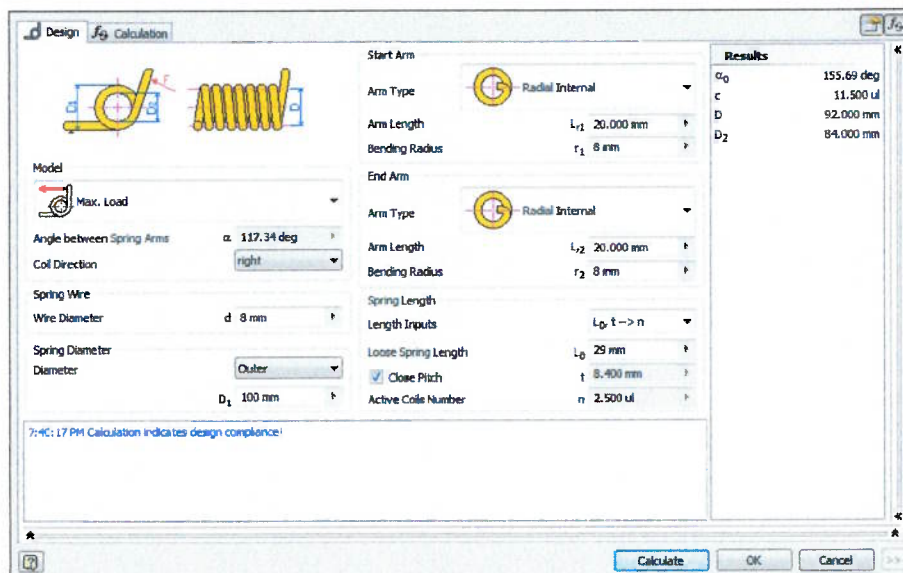 Design
fg Calculation
D1
D2
F
D
Model
Max. Load
Angle between Spring Arms α 117.34 deg
Coil Direction right
Spring Wire
Wire Diameter d 8 mm
Spring Diameter
Diameter Outer
D1 100 mm
Start Arm
Arm Type Radial Internal
Arm Length Lr1 20.000 mm
Bending Radius r1 8 mm
End Arm
Arm Type Radial Internal
Arm Length Lr2 20.000 mm
Bending Radius r2 8 mm
Spring Length
Length Inputs L0, t --> n
Loose Spring Length L0 29 mm
Close Pitch t 8.400 mm
Active Coils Number n 2.500 ul
Results
α0 155.69 deg
c 11.500 ul
D 92.000 mm
D2 84.000 mm
7:40:17 PM Calculation indicates design compliance!
Calculate
OK
Cancel
>>